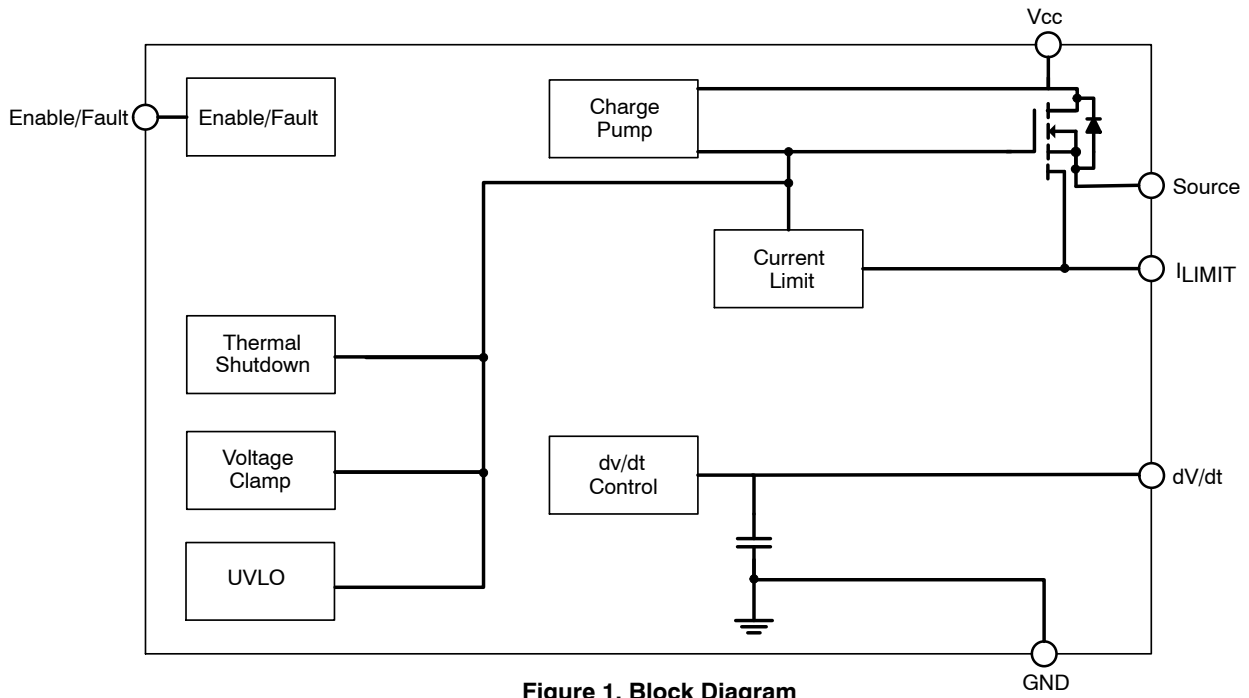 Vcc
Enable/Fault
Enable/Fault
Charge
Pump
Source
Current
Limit
ILIMIT
Thermal
Shutdown
Voltage
Clamp
dv/dt
Control
dV/dt
UVLO
GND
Figure 1. Block Diagram